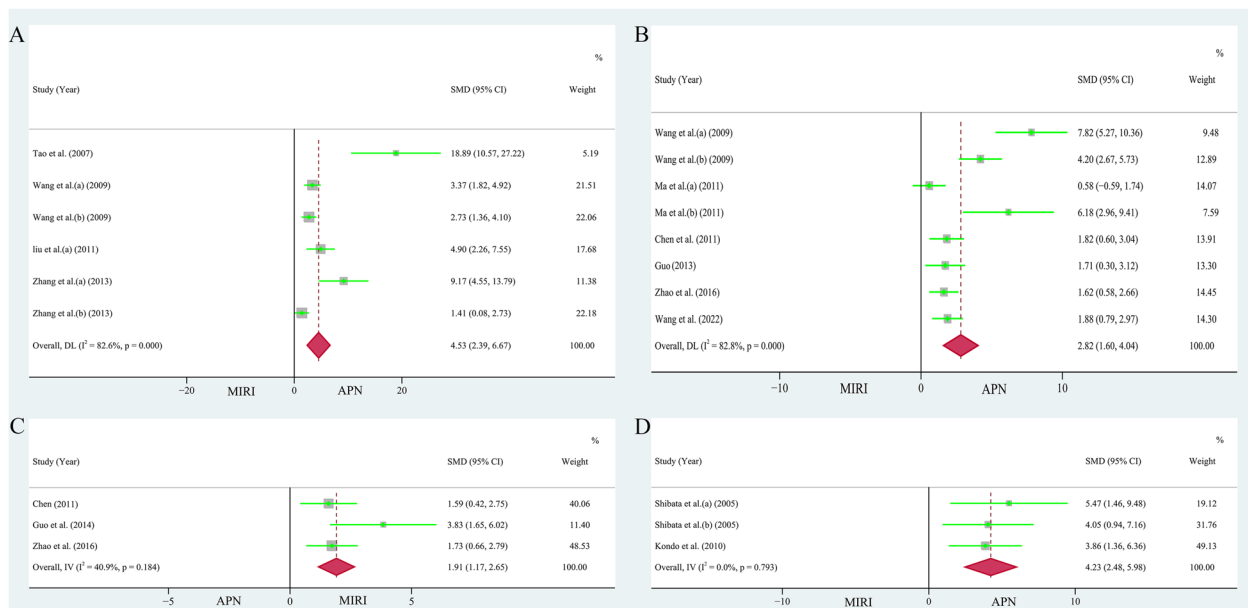 A
%
Study (Year) SMD (95% CI) Weight
Tao et al. (2007) 18.89 (10.57, 27.22) 5.19
Wang et al.(a) (2009) 3.37 (1.82, 4.92) 21.51
Wang et al.(b) (2009) 2.73 (1.36, 4.10) 22.06
liu et al.(a) (2011) 4.90 (2.26, 7.55) 17.68
Zhang et al.(a) (2013) 9.17 (4.55, 13.79) 11.38
Zhang et al.(b) (2013) 1.41 (0.08, 2.73) 22.18
Overall, DL (I² = 82.6%, p = 0.000) 4.53 (2.39, 6.67) 100.00
−20 0 20
MIRI APN
B
%
Study (Year) SMD (95% CI) Weight
Wang et al.(a) (2009) 7.82 (5.27, 10.36) 9.48
Wang et al.(b) (2009) 4.20 (2.67, 5.73) 12.89
Ma et al.(a) (2011) 0.58 (−0.59, 1.74) 14.07
Ma et al.(b) (2011) 6.18 (2.96, 9.41) 7.59
Chen et al. (2011) 1.82 (0.60, 3.04) 13.91
Guo (2013) 1.71 (0.30, 3.12) 13.30
Zhao et al. (2016) 1.62 (0.58, 2.66) 14.45
Wang et al. (2022) 1.88 (0.79, 2.97) 14.30
Overall, DL (I² = 82.8%, p = 0.000) 2.82 (1.60, 4.04) 100.00
−10 0 10
MIRI APN
C
%
Study (Year) SMD (95% CI) Weight
Chen (2011) 1.59 (0.42, 2.75) 40.06
Guo et al. (2014) 3.83 (1.65, 6.02) 11.40
Zhao et al. (2016) 1.73 (0.66, 2.79) 48.53
Overall, IV (I² = 40.9%, p = 0.184) 1.91 (1.17, 2.65) 100.00
−5 0 5
APN MIRI
D
%
Study (Year) SMD (95% CI) Weight
Shibata et.(a) (2005) 5.47 (1.46, 9.48) 19.12
Shibata et.(b) (2005) 4.05 (0.94, 7.16) 31.76
Kondo et al. (2010) 3.86 (1.36, 6.36) 49.13
Overall, IV (I² = 0.0%, p = 0.793) 4.23 (2.48, 5.98) 100.00
−10 0 10
MIRI APN